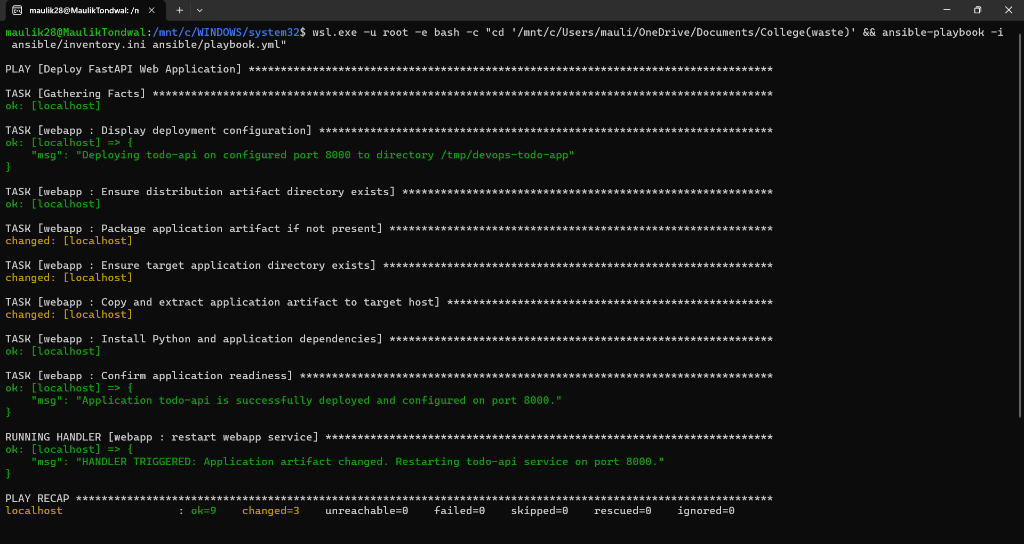 maulik28@MaulikTondwal: /n
maulik28@MaulikTondwal:/mnt/c/WINDOWS/system32$ wsl.exe -u root -e bash -c "cd '/mnt/c/Users/mauli/OneDrive/Documents/College(waste)' && ansible-playbook -i
ansible/inventory.ini ansible/playbook.yml"
PLAY [Deploy FastAPI Web Application] **********************************************************************************
TASK [Gathering Facts] *************************************************************************************************
ok: [localhost]
TASK [webapp : Display deployment configuration] ***********************************************************************
ok: [localhost] => {
"msg": "Deploying todo-api on configured port 8000 to directory /tmp/devops-todo-app"
}
TASK [webapp : Ensure distribution artifact directory exists] **********************************************************
ok: [localhost]
TASK [webapp : Package application artifact if not present] ************************************************************
changed: [localhost]
TASK [webapp : Ensure target application directory exists] *************************************************************
changed: [localhost]
TASK [webapp : Copy and extract application artifact to target host] ***************************************************
changed: [localhost]
TASK [webapp : Install Python and application dependencies] ************************************************************
ok: [localhost]
TASK [webapp : Confirm application readiness] **************************************************************************
ok: [localhost] => {
"msg": "Application todo-api is successfully deployed and configured on port 8000."
}
RUNNING HANDLER [webapp : restart webapp service] **********************************************************************
ok: [localhost] => {
"msg": "HANDLER TRIGGERED: Application artifact changed. Restarting todo-api service on port 8000."
}
PLAY RECAP *************************************************************************************************************
localhost : ok=9 changed=3 unreachable=0 failed=0 skipped=0 rescued=0 ignored=0